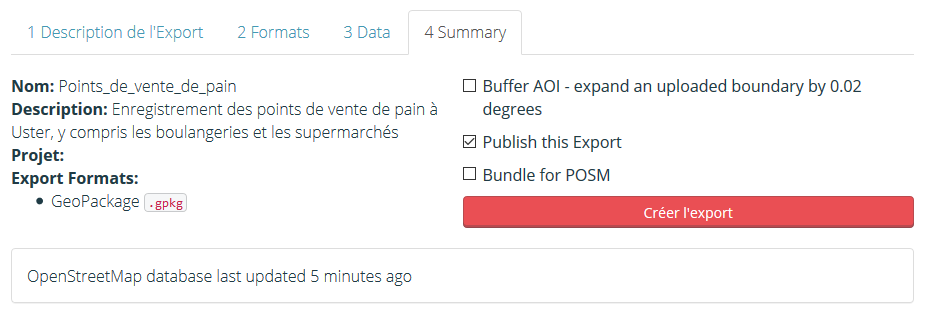 1 Description de l'Export
2 Formats
3 Data
4 Summary
Nom: Points_de_vente_de_pain
Description: Enregistrement des points de vente de pain à
Uster, y compris les boulangeries et les supermarchés
Projet:
Export Formats:
GeoPackage .gpkg
Buffer AOI - expand an uploaded boundary by 0.02
degrees
Publish this Export
Bundle for POSM
Créer l'export
OpenStreetMap database last updated 5 minutes ago